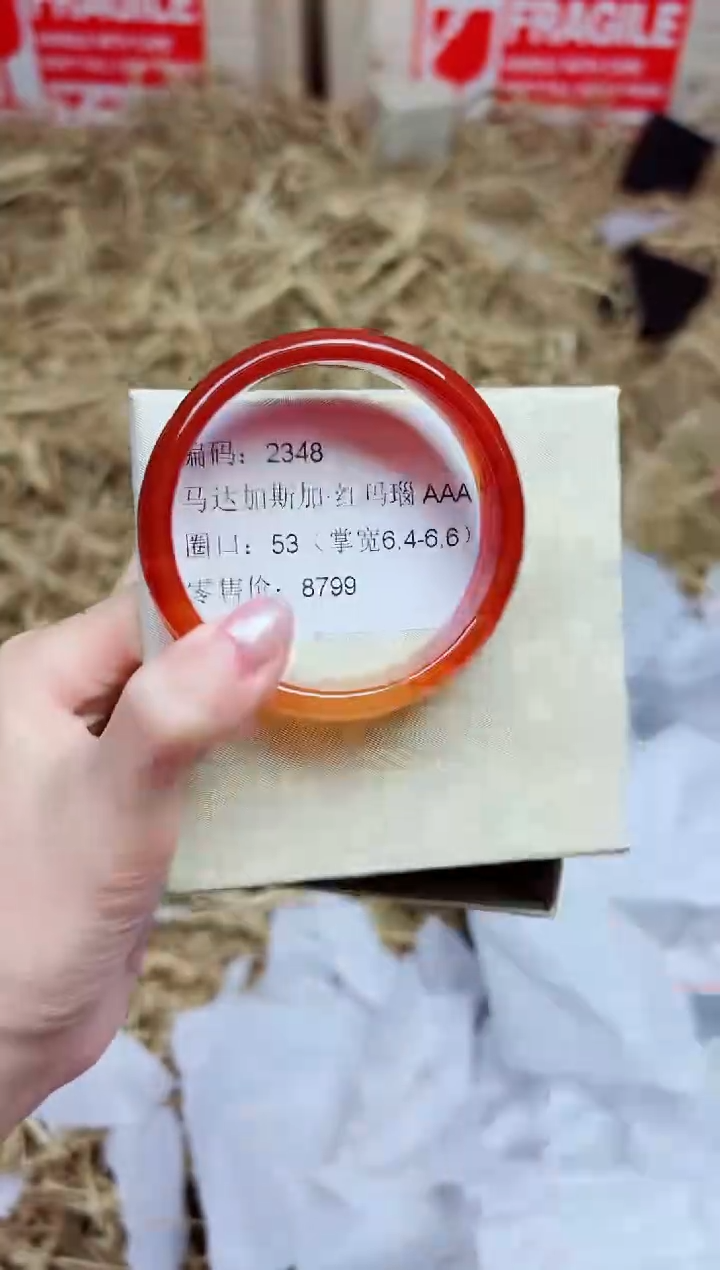 FRAGILE
FRAGILE
编码：2348
马达加斯加·红玛瑙 AAA
圈口：53（掌宽6.4-6.6）
零售价：8799